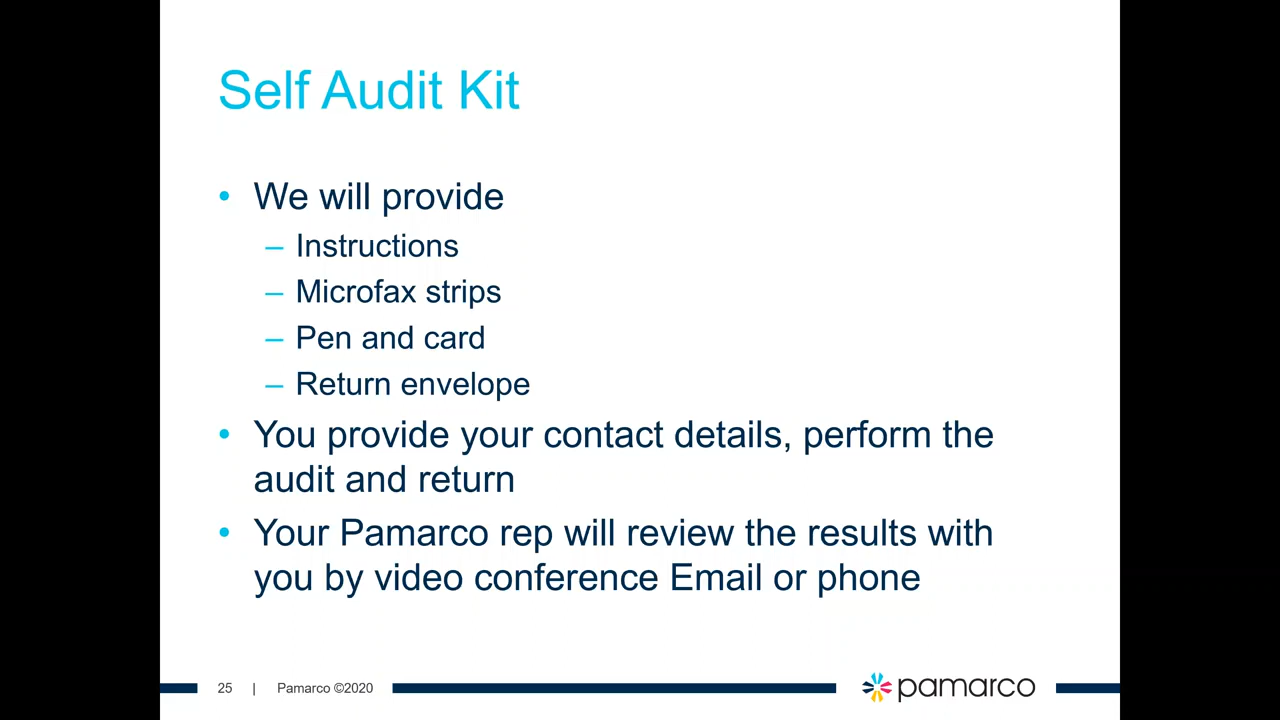 Self Audit Kit
• We will provide
– Instructions
– Microfax strips
– Pen and card
– Return envelope
• You provide your contact details, perform the
audit and return
• Your Pamarco rep will review the results with
you by video conference Email or phone
25 | Pamarco ©2020
pamarco